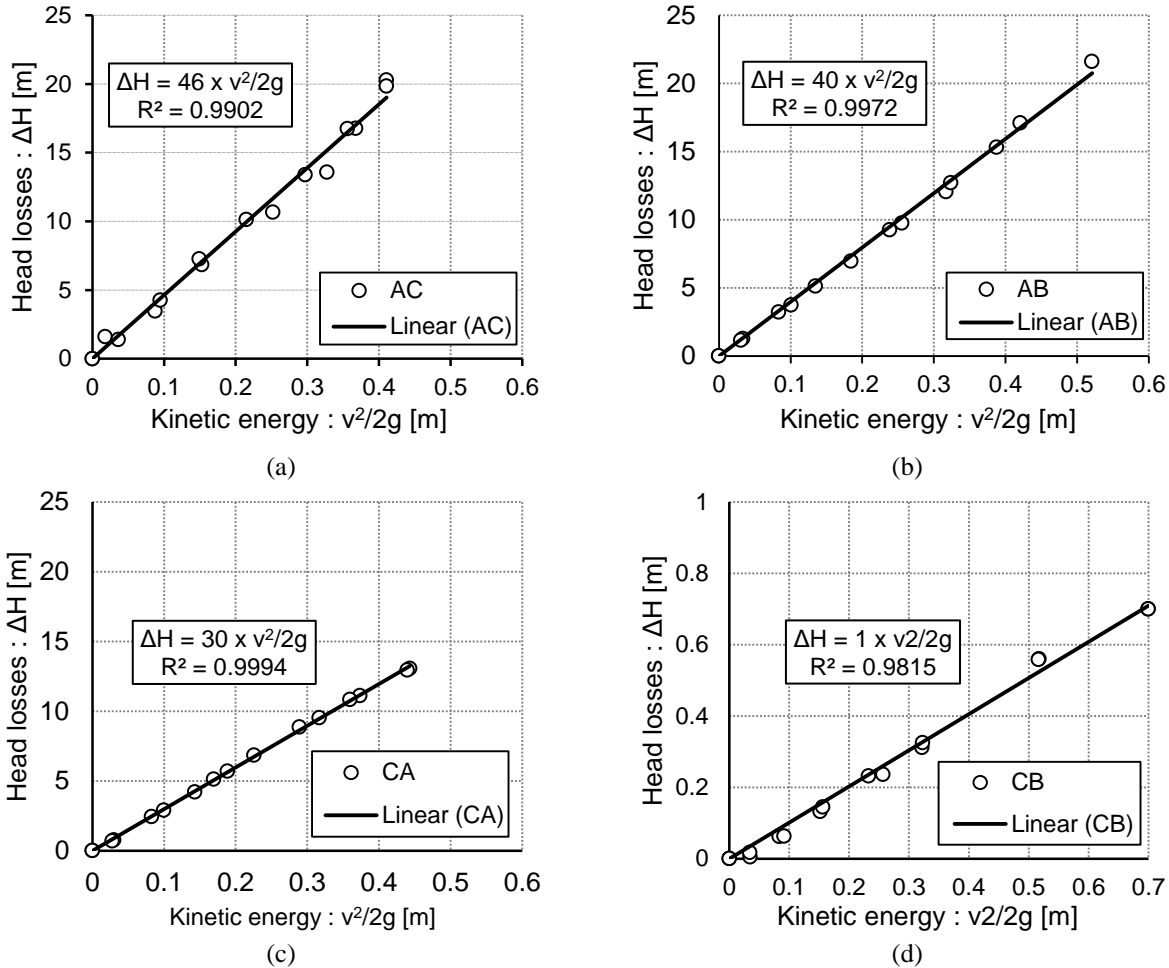 Head losses : ΔH [m]
25
20
15
10
5
0
ΔH = 46 x v²/2g
R² = 0.9902
AC
Linear (AC)
0 0.1 0.2 0.3 0.4 0.5 0.6
Kinetic energy : v²/2g [m]
(a)
Head losses : ΔH [m]
25
20
15
10
5
0
ΔH = 40 x v²/2g
R² = 0.9972
AB
Linear (AB)
0 0.1 0.2 0.3 0.4 0.5 0.6
Kinetic energy : v²/2g [m]
(b)
Head losses : ΔH [m]
25
20
15
10
5
0
ΔH = 30 x v²/2g
R² = 0.9994
CA
Linear (CA)
0 0.1 0.2 0.3 0.4 0.5 0.6
Kinetic energy : v²/2g [m]
(c)
Head losses : ΔH [m]
1
0.8
0.6
0.4
0.2
0
ΔH = 1 x v2/2g
R² = 0.9815
CB
Linear (CB)
0 0.1 0.2 0.3 0.4 0.5 0.6 0.7
Kinetic energy : v2/2g [m]
(d)